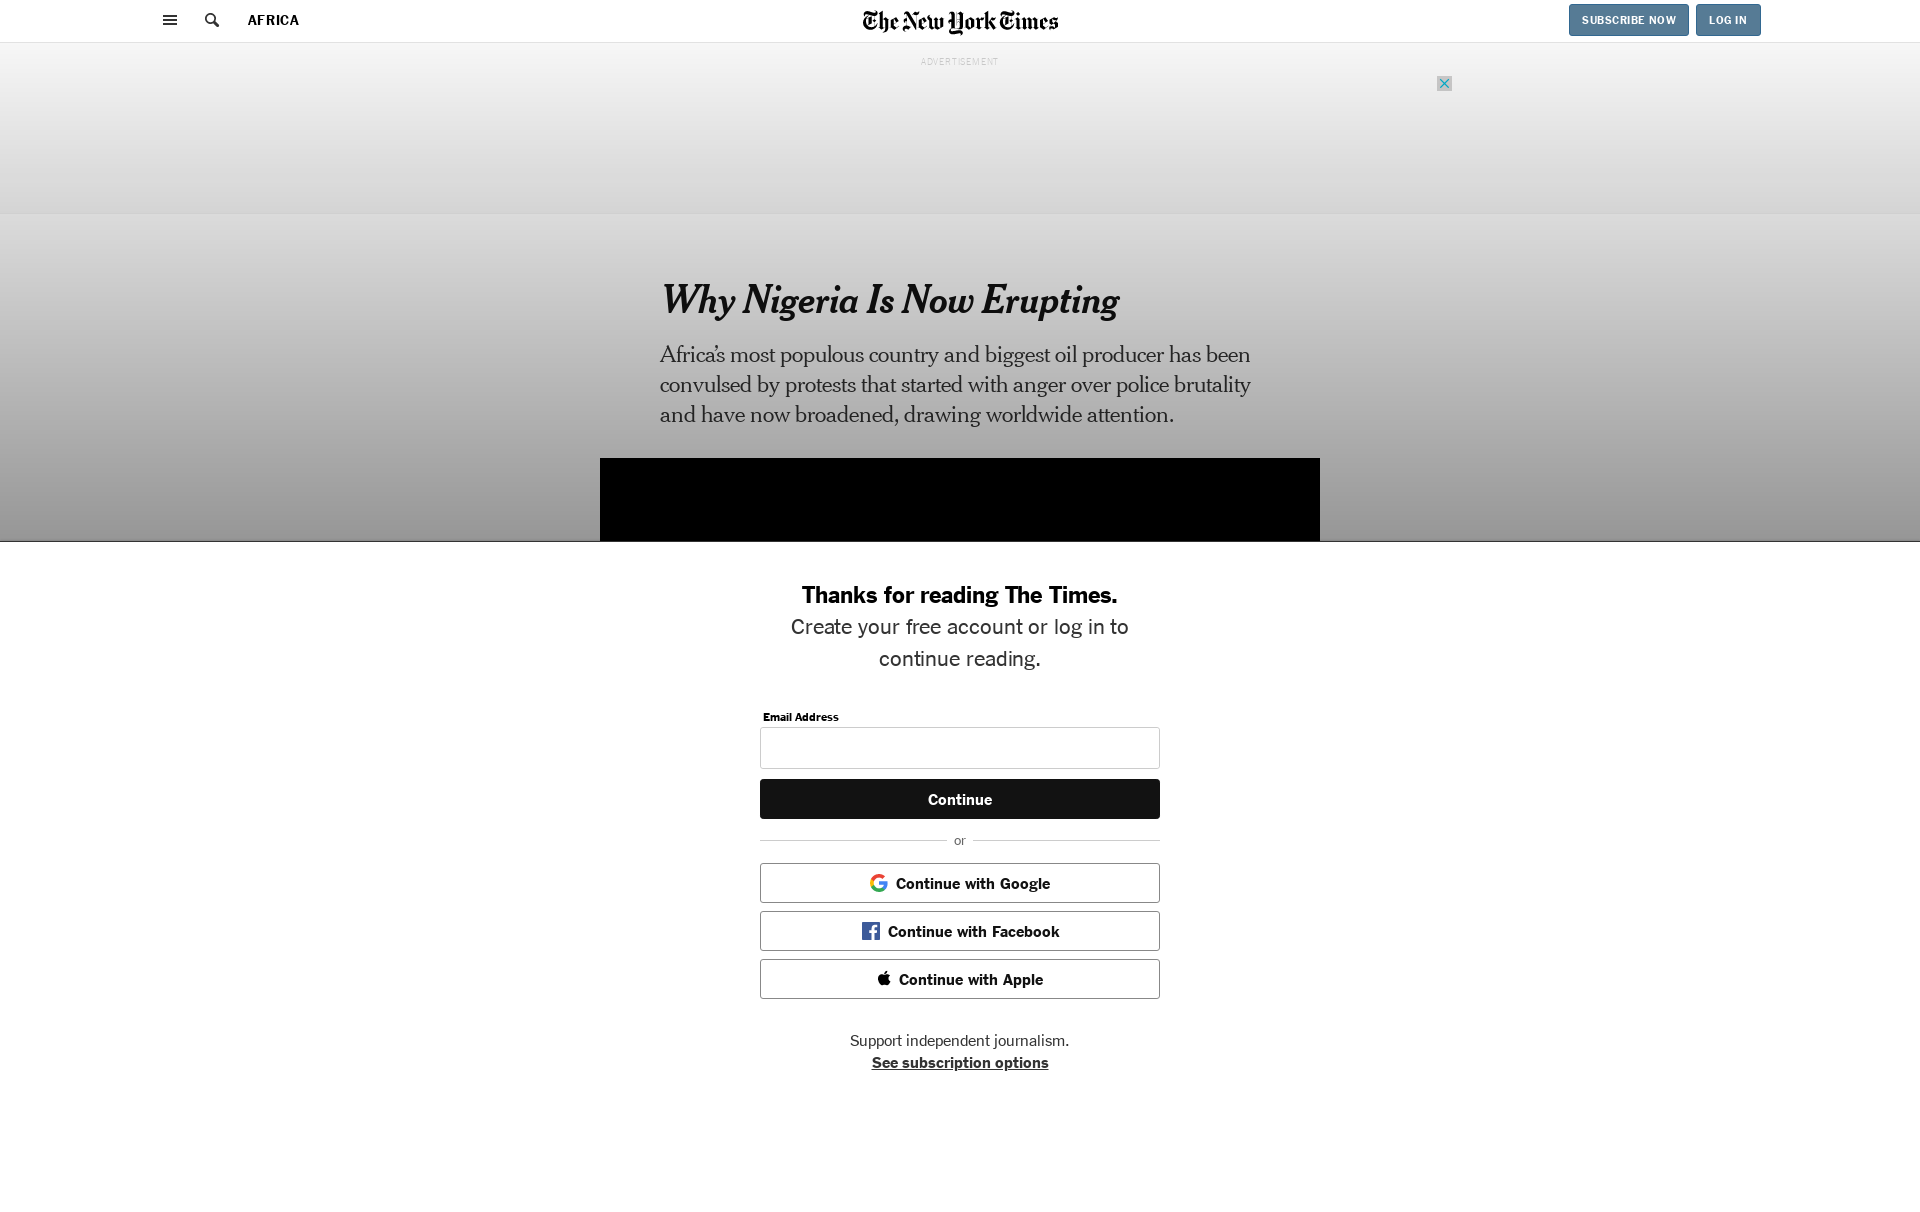 AFRICA
The New York Times
SUBSCRIBE NOW
LOG IN
ADVERTISEMENT
Why Nigeria Is Now Erupting
Africa’s most populous country and biggest oil producer has been
convulsed by protests that started with anger over police brutality
and have now broadened, drawing worldwide attention.
Thanks for reading The Times.
Create your free account or log in to
continue reading.
Email Address
Continue
or
Continue with Google
Continue with Facebook
Continue with Apple
Support independent journalism.
See subscription options